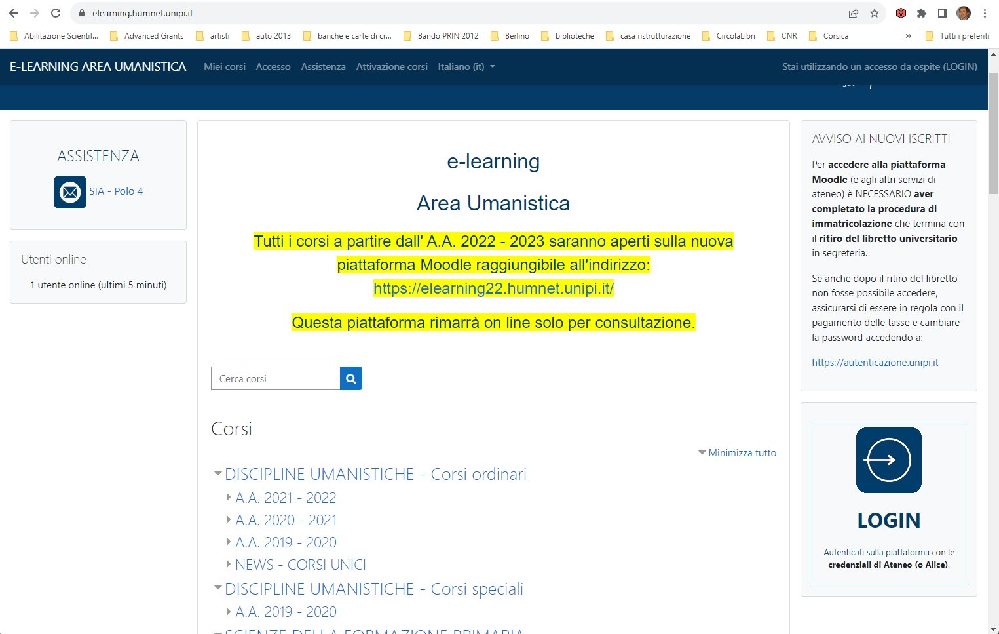 elearning.humnet.unipi.it
Abilitazione Scientif...
Advanced Grants
artisti
auto 2013
banche e carte di cr...
Bando PRIN 2012
Berlino
biblioteche
casa ristrutturazione
CircolaLibri
CNR
Corsica
»
Tutti i preferiti
E-LEARNING AREA UMANISTICA
Miei corsi
Accesso
Assistenza
Attivazione corsi
Italiano (it)
Stai utilizzando un accesso da ospite (LOGIN)
ASSISTENZA
SIA - Polo 4
Utenti online
1 utente online (ultimi 5 minuti)
e-learning
Area Umanistica
Tutti i corsi a partire dall' A.A. 2022 - 2023 saranno aperti sulla nuova
piattaforma Moodle raggiungibile all'indirizzo:
https://elearning22.humnet.unipi.it/
Questa piattaforma rimarrà on line solo per consultazione.
Cerca corsi
Corsi
Minimizza tutto
DISCIPLINE UMANISTICHE - Corsi ordinari
A.A. 2021 - 2022
A.A. 2020 - 2021
A.A. 2019 - 2020
NEWS - CORSI UNICI
DISCIPLINE UMANISTICHE - Corsi speciali
A.A. 2019 - 2020
SCIENZE DELLA FORMAZIONE PRIMARIA
AVVISO AI NUOVI ISCRITTI
Per accedere alla piattaforma
Moodle (e agli altri servizi di
ateneo) è NECESSARIO aver
completato la procedura di
immatricolazione che termina con
il ritiro del libretto universitario
in segreteria.
Se anche dopo il ritiro del libretto
non fosse possibile accedere,
assicurarsi di essere in regola con il
pagamento delle tasse e cambiare
la password accedendo a:
https://autenticazione.unipi.it
LOGIN
Autenticati sulla piattaforma con le
credenziali di Ateneo (o Alice).